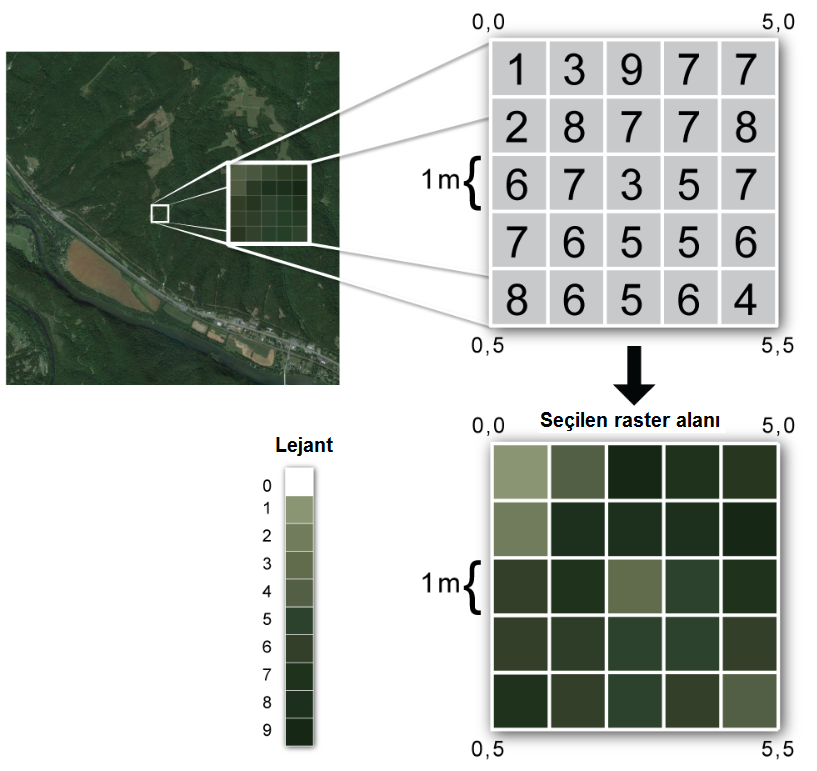 0,0 5,0
1 3 9 7 7
2 8 7 7 8
1m{ 6 7 3 5 7
7 6 5 5 6
8 6 5 6 4
0,5 5,5
Seçilen raster alanı
0,0 5,0
1m{
0,5 5,5
Lejant
0
1
2
3
4
5
6
7
8
9